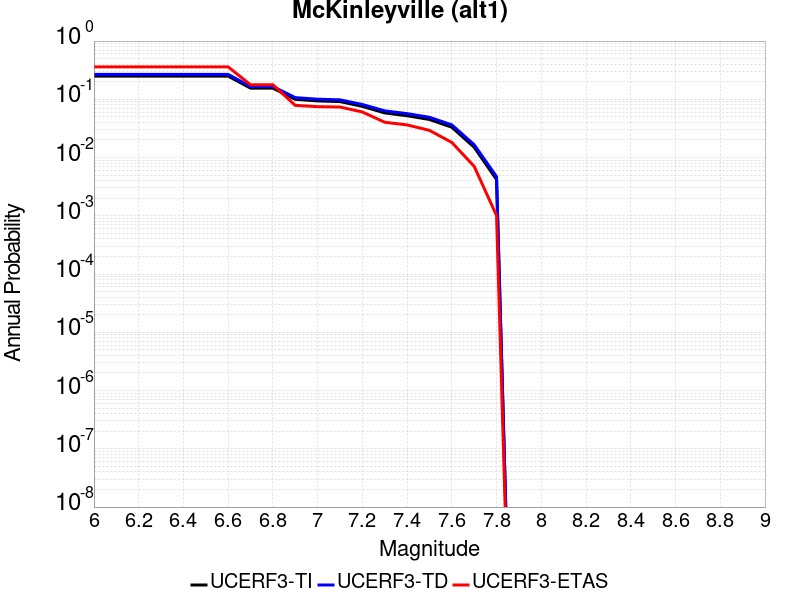 McKinleyville (alt1)
10^0
10^-1
10^-2
10^-3
10^-4
10^-5
10^-6
10^-7
10^-8
Annual Probability
6 6.2 6.4 6.6 6.8 7 7.2 7.4 7.6 7.8 8 8.2 8.4 8.6 8.8 9
Magnitude
UCERF3-TI UCERF3-TD UCERF3-ETAS